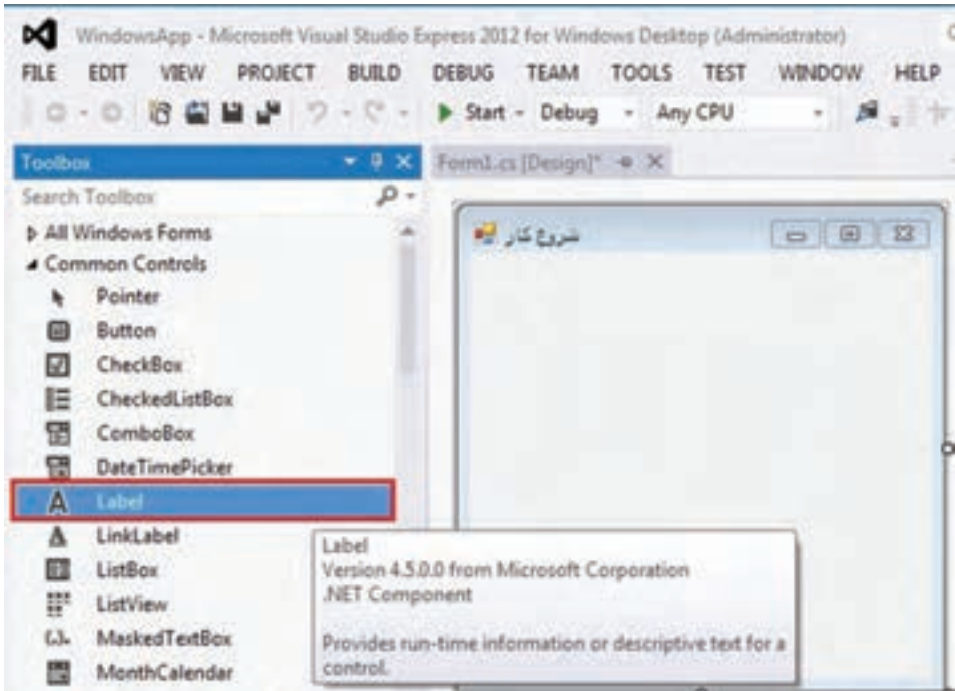 WindowsApp - Microsoft Visual Studio Express 2012 for Windows Desktop (Administrator)
FILE EDIT VIEW PROJECT BUILD DEBUG TEAM TOOLS TEST WINDOW HELP
Start Debug Any CPU
Toolbox
Form1.cs [Design]*
Search Toolbox
شروع کار
All Windows Forms
Common Controls
Pointer
Button
CheckBox
CheckedListBox
ComboBox
DateTimePicker
Label
LinkLabel
ListBox
ListView
MaskedTextBox
MonthCalendar
Label
Version 4.5.0.0 from Microsoft Corporation
.NET Component
Provides run-time information or descriptive text for a
control.